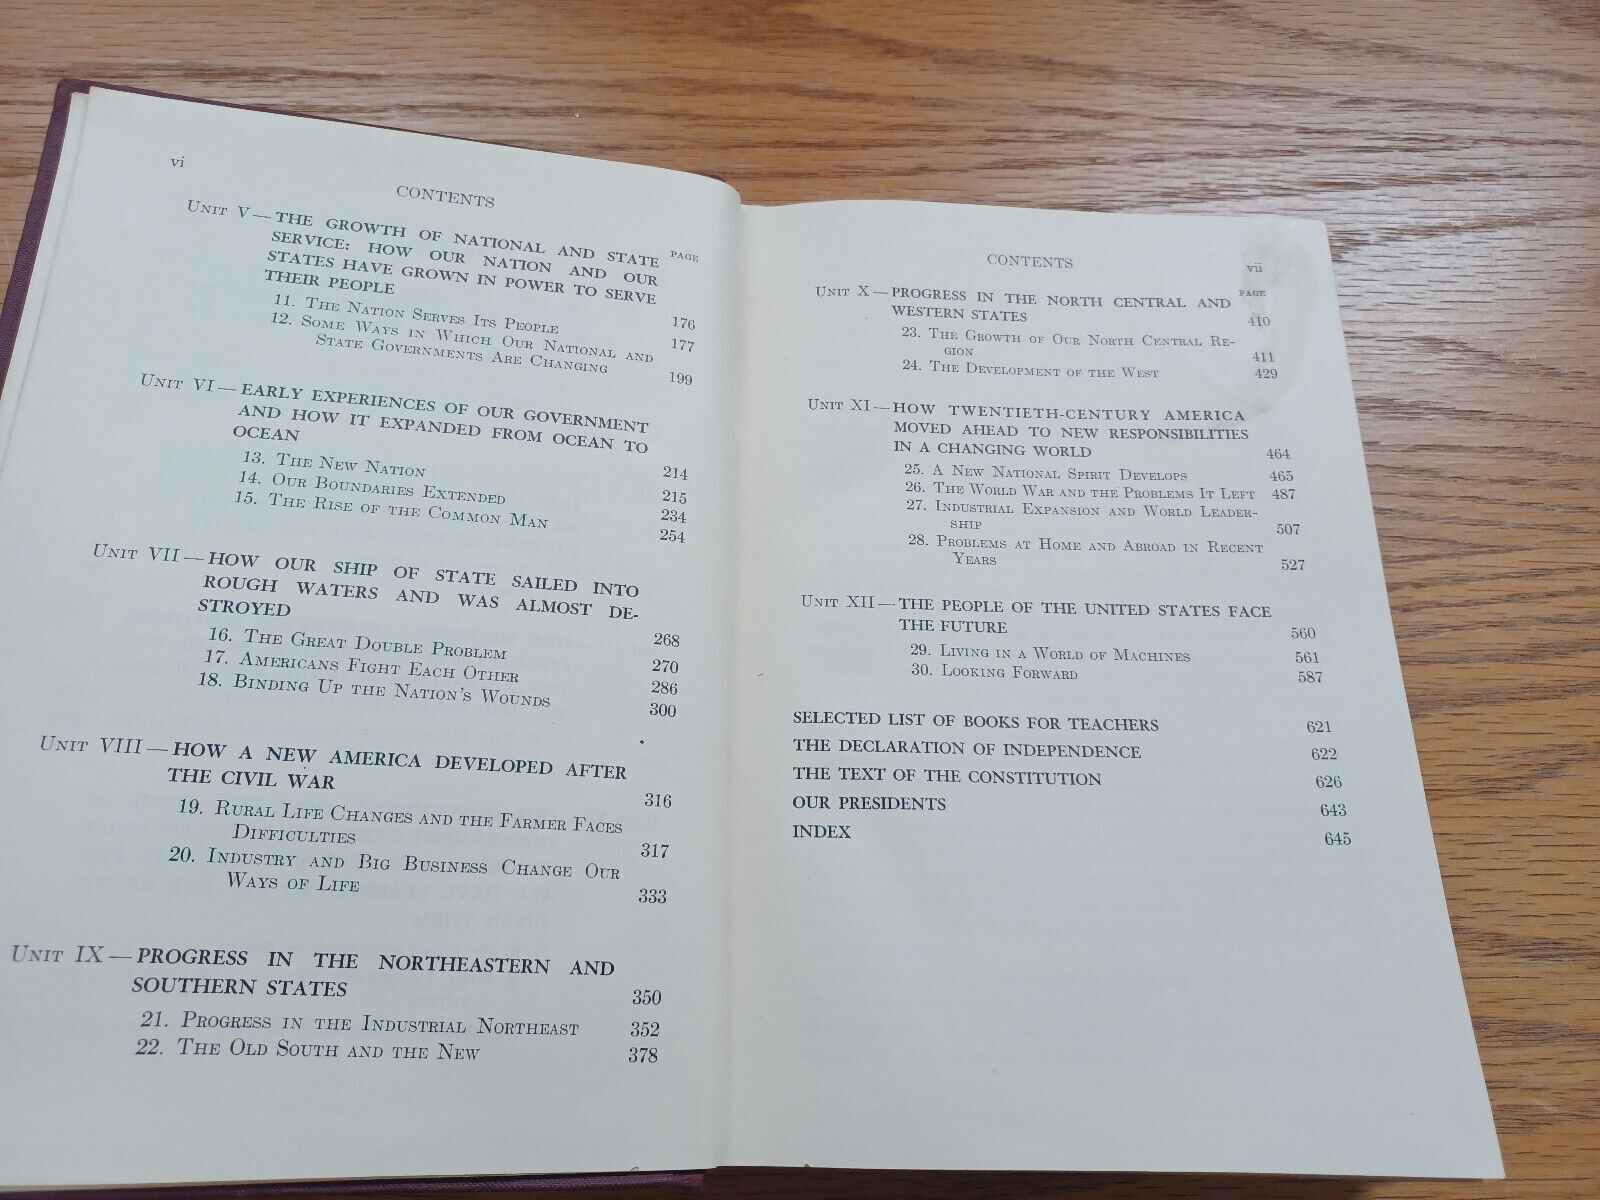 vi
CONTENTS
PAGE
UNIT V — THE GROWTH OF NATIONAL AND STATE
SERVICE: HOW OUR NATION AND OUR
STATES HAVE GROWN IN POWER TO SERVE
THEIR PEOPLE 176
11. THE NATION SERVES ITS PEOPLE 177
12. SOME WAYS IN WHICH OUR NATIONAL AND
STATE GOVERNMENTS ARE CHANGING 199
UNIT VI — EARLY EXPERIENCES OF OUR GOVERNMENT
AND HOW IT EXPANDED FROM OCEAN TO
OCEAN 214
13. THE NEW NATION 215
14. OUR BOUNDARIES EXTENDED 234
15. THE RISE OF THE COMMON MAN 254
UNIT VII — HOW OUR SHIP OF STATE SAILED INTO
ROUGH WATERS AND WAS ALMOST DE-
STROYED 268
16. THE GREAT DOUBLE PROBLEM 270
17. AMERICANS FIGHT EACH OTHER 286
18. BINDING UP THE NATION'S WOUNDS 300
UNIT VIII — HOW A NEW AMERICA DEVELOPED AFTER
THE CIVIL WAR 316
19. RURAL LIFE CHANGES AND THE FARMER FACES
DIFFICULTIES 317
20. INDUSTRY AND BIG BUSINESS CHANGE OUR
WAYS OF LIFE 333
UNIT IX — PROGRESS IN THE NORTHEASTERN AND
SOUTHERN STATES 350
21. PROGRESS IN THE INDUSTRIAL NORTHEAST 352
22. THE OLD SOUTH AND THE NEW 378
CONTENTS vii
PAGE
UNIT X — PROGRESS IN THE NORTH CENTRAL AND
WESTERN STATES 410
23. THE GROWTH OF OUR NORTH CENTRAL RE-
GION 411
24. THE DEVELOPMENT OF THE WEST 429
UNIT XI — HOW TWENTIETH-CENTURY AMERICA
MOVED AHEAD TO NEW RESPONSIBILITIES
IN A CHANGING WORLD 464
25. A NEW NATIONAL SPIRIT DEVELOPS 465
26. THE WORLD WAR AND THE PROBLEMS IT LEFT 487
27. INDUSTRIAL EXPANSION AND WORLD LEADER-
SHIP 507
28. PROBLEMS AT HOME AND ABROAD IN RECENT
YEARS 527
UNIT XII — THE PEOPLE OF THE UNITED STATES FACE
THE FUTURE 560
29. LIVING IN A WORLD OF MACHINES 561
30. LOOKING FORWARD 587
SELECTED LIST OF BOOKS FOR TEACHERS 621
THE DECLARATION OF INDEPENDENCE 622
THE TEXT OF THE CONSTITUTION 626
OUR PRESIDENTS 643
INDEX 645